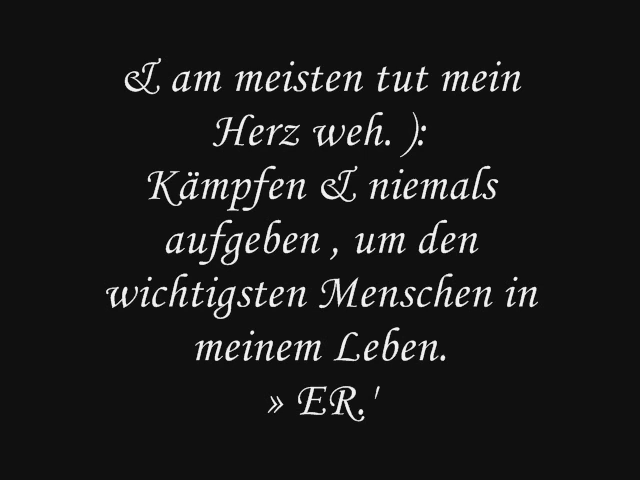 & am meisten tut mein
Herz weh. ):
Kämpfen & niemals
aufgeben , um den
wichtigsten Menschen in
meinem Leben.
» ER.'